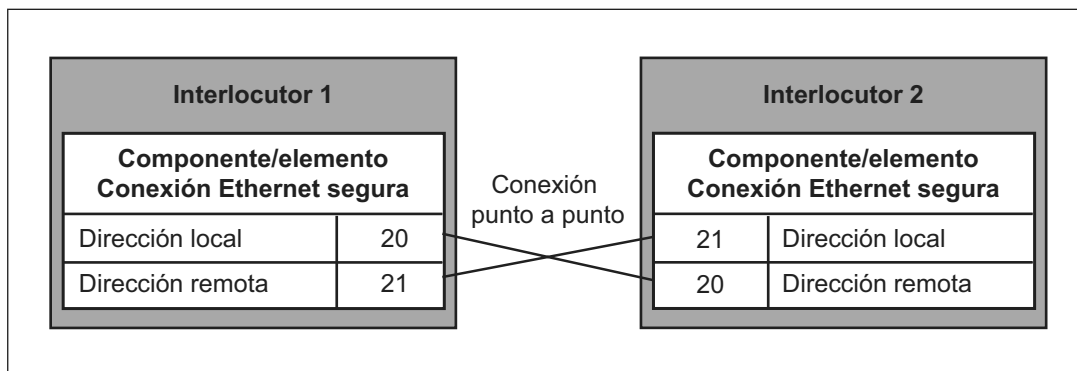 Interlocutor 1
Componente/elemento
Conexión Ethernet segura
Dirección local 20
Dirección remota 21
Conexión
punto a punto
Interlocutor 2
Componente/elemento
Conexión Ethernet segura
21 Dirección local
20 Dirección remota